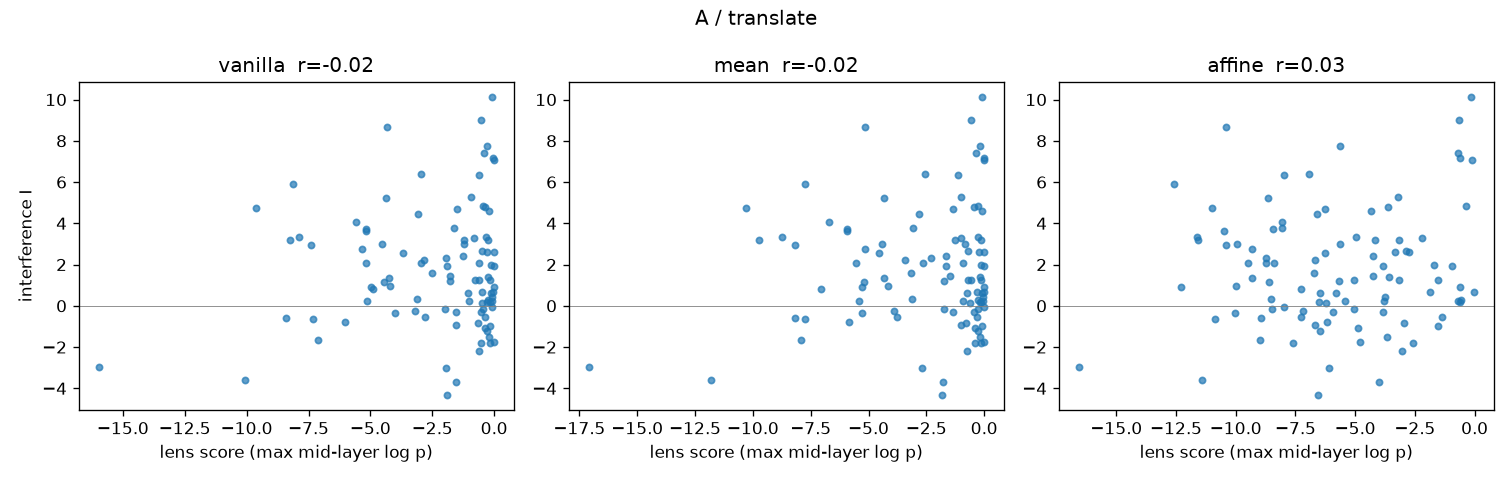 A / translate
vanilla  r=-0.02
mean  r=-0.02
affine  r=0.03
interference I
10
8
6
4
2
0
−2
−4
−15.0 −12.5 −10.0 −7.5 −5.0 −2.5 0.0
lens score (max mid-layer log p)
10
8
6
4
2
0
−2
−4
−17.5 −15.0 −12.5 −10.0 −7.5 −5.0 −2.5 0.0
lens score (max mid-layer log p)
10
8
6
4
2
0
−2
−4
−15.0 −12.5 −10.0 −7.5 −5.0 −2.5 0.0
lens score (max mid-layer log p)